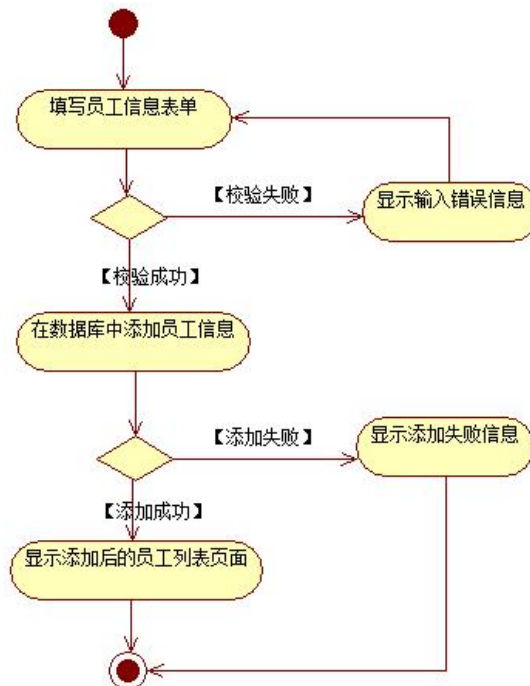 填写员工信息表单
【校验失败】
显示输入错误信息
【校验成功】
在数据库中添加员工信息
【添加失败】
显示添加失败信息
【添加成功】
显示添加后的员工列表页面